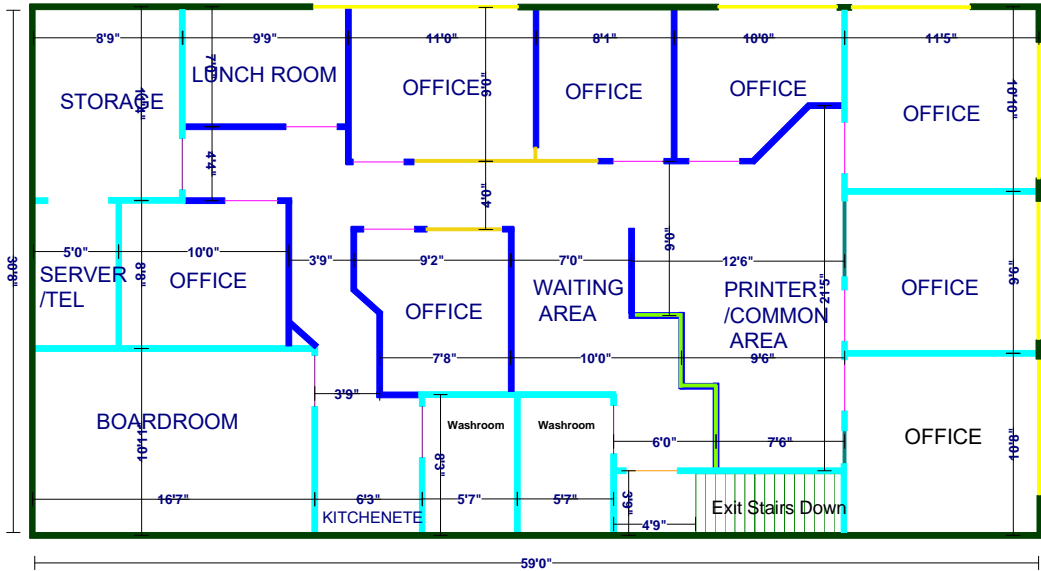 8'9"
9'9"
11'0"
8'1"
10'0"
11'5"
7'0"
LUNCH ROOM
STORAGE
OFFICE
9'0"
OFFICE
OFFICE
OFFICE
10'10"
4'4"
4'0"
9'0"
5'0"
10'0"
3'9"
9'2"
7'0"
12'6"
30'8"
SERVER
/TEL
8'9"
OFFICE
OFFICE
WAITING
AREA
PRINTER
/COMMON
AREA
21'5"
OFFICE
9'6"
7'8"
10'0"
9'6"
3'9"
BOARDROOM
10'11"
Washroom
Washroom
6'0"
7'6"
OFFICE
10'8"
8'3"
16'7"
6'3"
5'7"
5'7"
3'9"
KITCHENETE
4'9"
Exit Stairs Down
59'0"